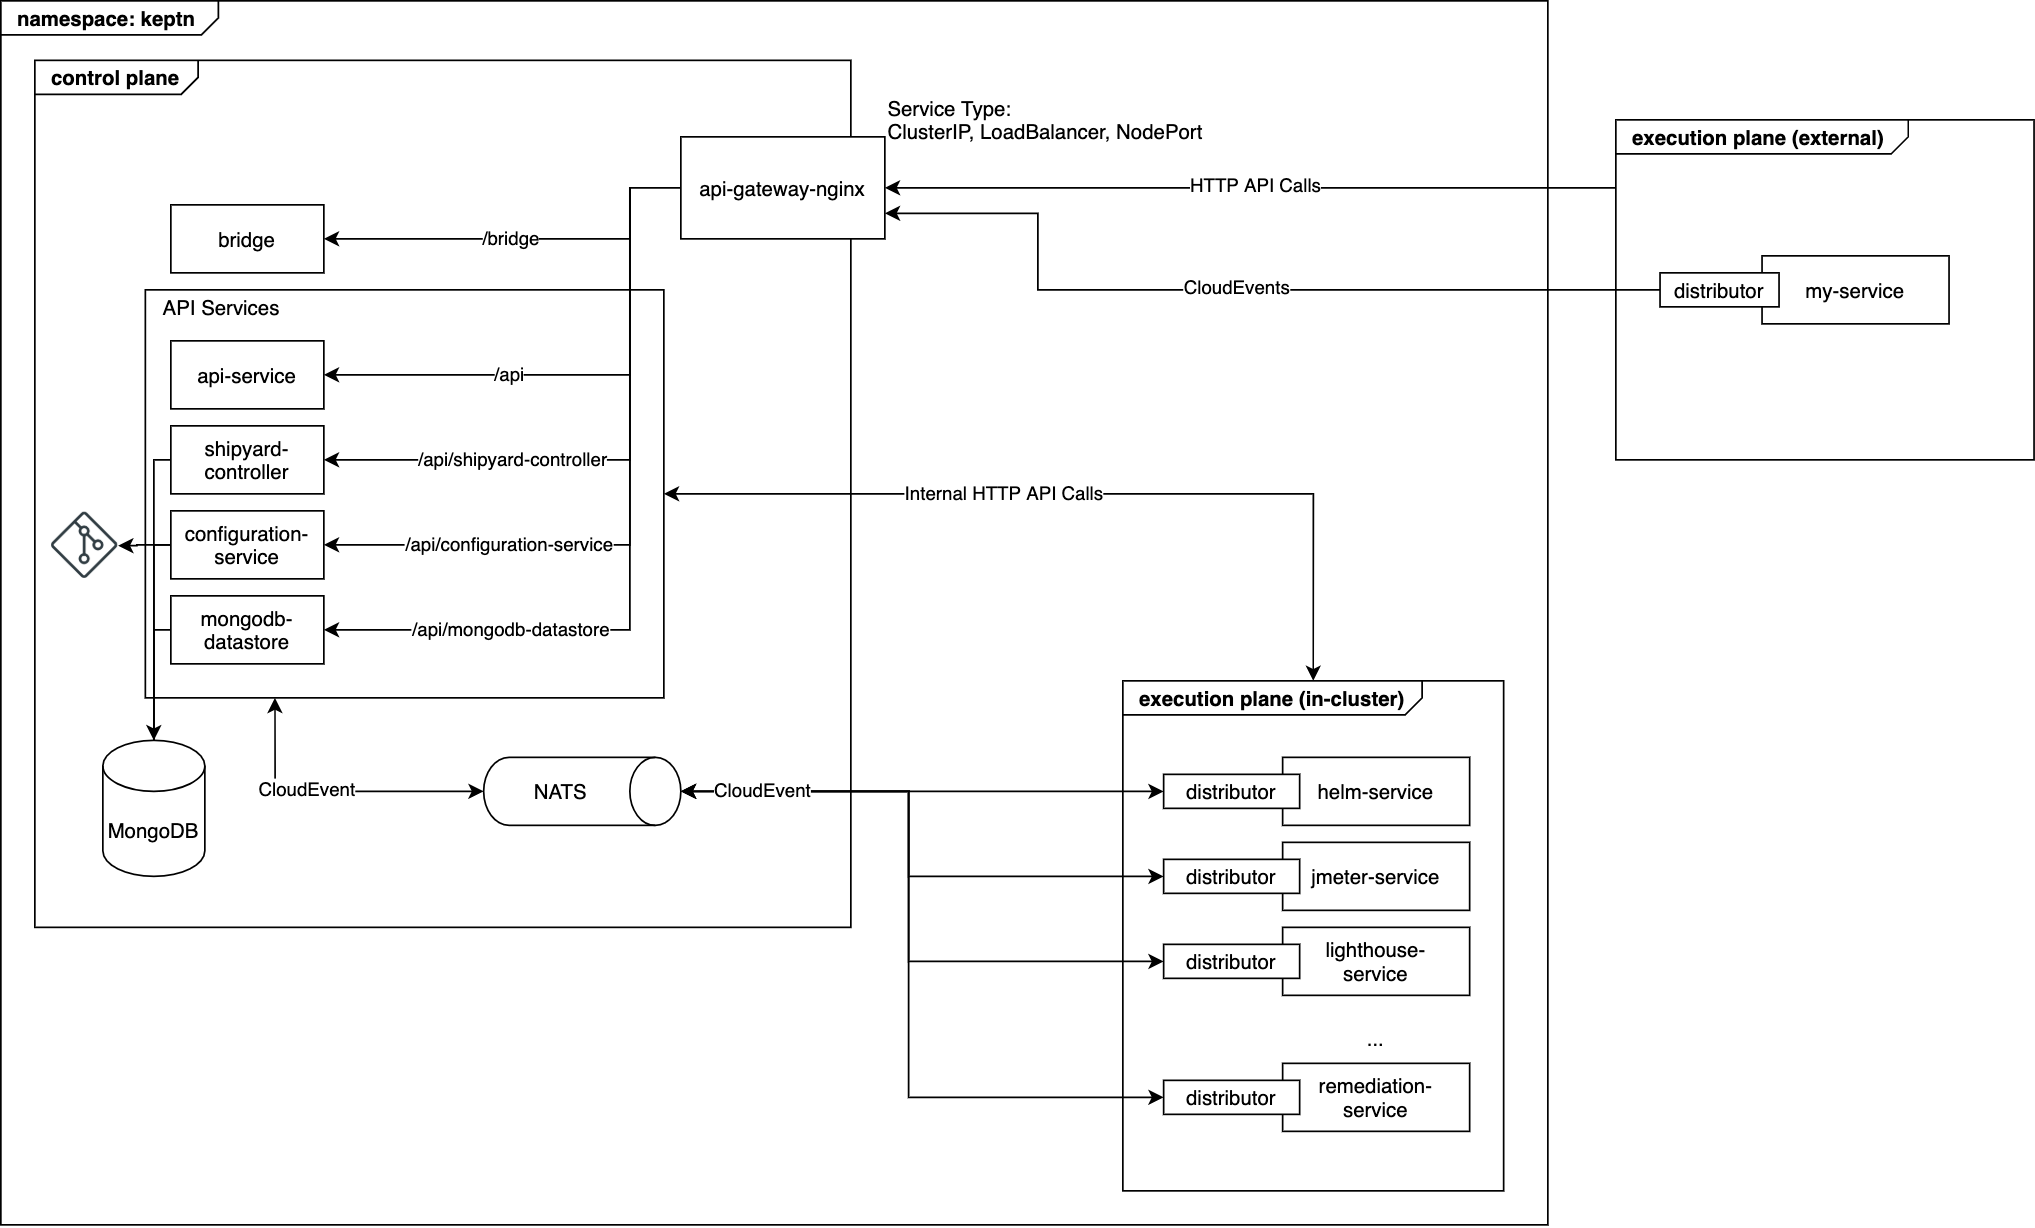 namespace: keptn
control plane
Service Type:
ClusterIP, LoadBalancer, NodePort
api-gateway-nginx
HTTP API Calls
execution plane (external)
bridge
/bridge
CloudEvents
distributor
my-service
API Services
api-service
/api
shipyard-
controller
/api/shipyard-controller
Internal HTTP API Calls
configuration-
service
/api/configuration-service
mongodb-
datastore
/api/mongodb-datastore
execution plane (in-cluster)
MongoDB
CloudEvent
NATS
CloudEvent
distributor
helm-service
distributor
jmeter-service
distributor
lighthouse-
service
...
distributor
remediation-
service